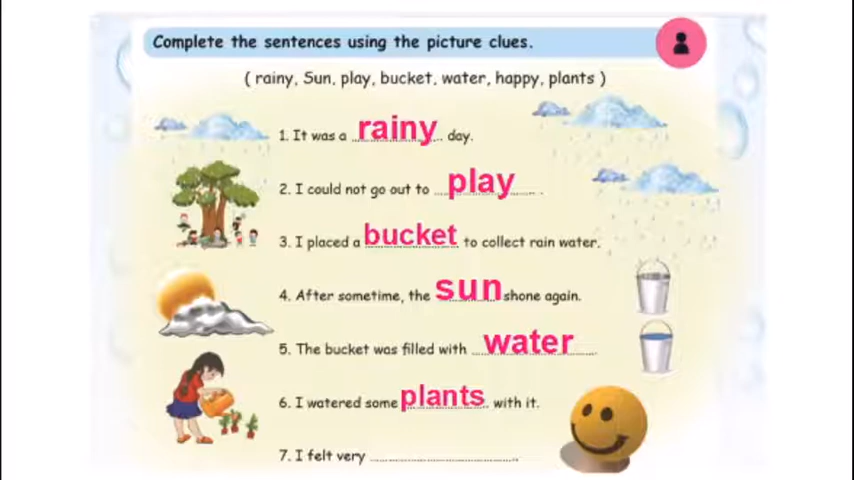 Complete the sentences using the picture clues.
( rainy, Sun, play, bucket, water, happy, plants )
1. It was a rainy day.
2. I could not go out to play .
3. I placed a bucket to collect rain water.
4. After sometime, the sun shone again.
5. The bucket was filled with water.
6. I watered some plants with it.
7. I felt very ........................................